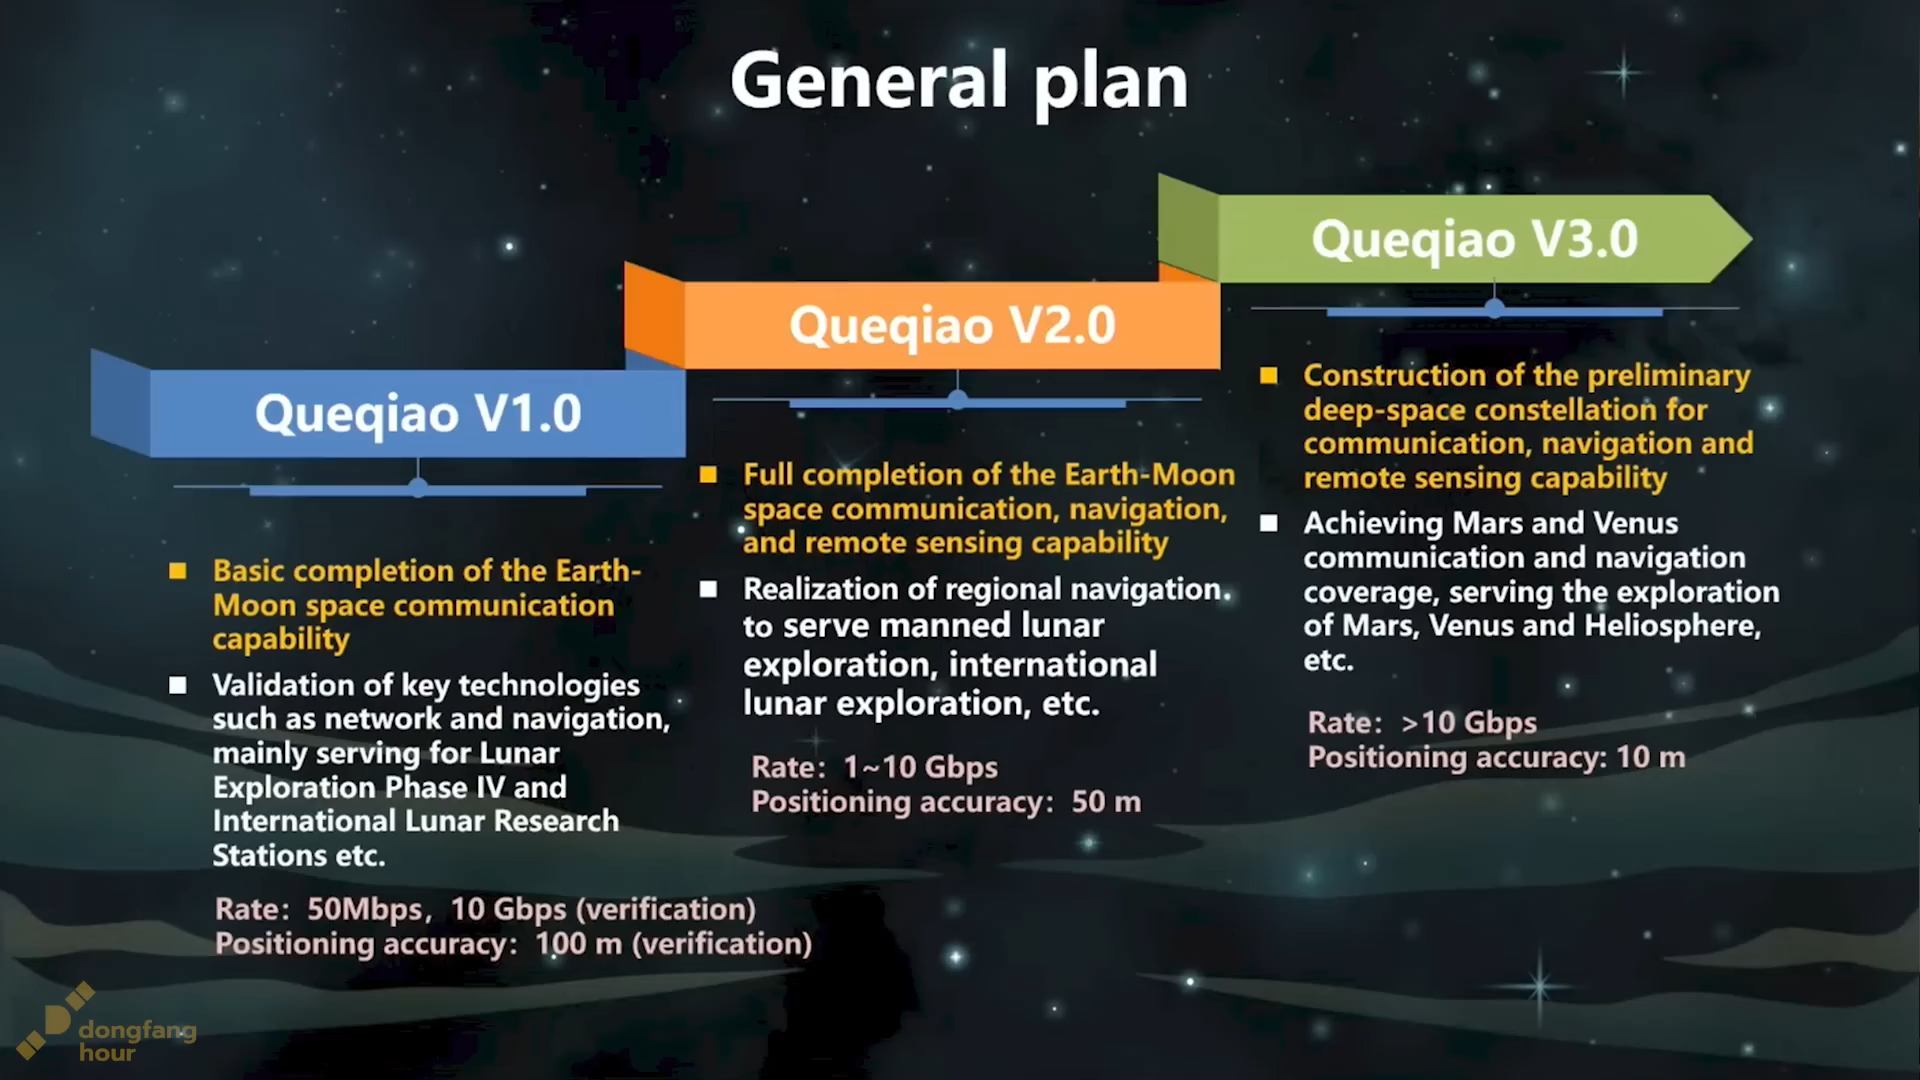 General plan
Queqiao V1.0
Basic completion of the Earth-
Moon space communication
capability
Validation of key technologies
such as network and navigation,
mainly serving for Lunar
Exploration Phase IV and
International Lunar Research
Stations etc.
Rate: 50Mbps, 10 Gbps (verification)
Positioning accuracy: 100 m (verification)
Queqiao V2.0
Full completion of the Earth-Moon
space communication, navigation,
and remote sensing capability
Realization of regional navigation.
to serve manned lunar
exploration, international
lunar exploration, etc.
Rate: 1~10 Gbps
Positioning accuracy: 50 m
Queqiao V3.0
Construction of the preliminary
deep-space constellation for
communication, navigation and
remote sensing capability
Achieving Mars and Venus
communication and navigation
coverage, serving the exploration
of Mars, Venus and Heliosphere,
etc.
Rate: >10 Gbps
Positioning accuracy: 10 m
dongfang
hour